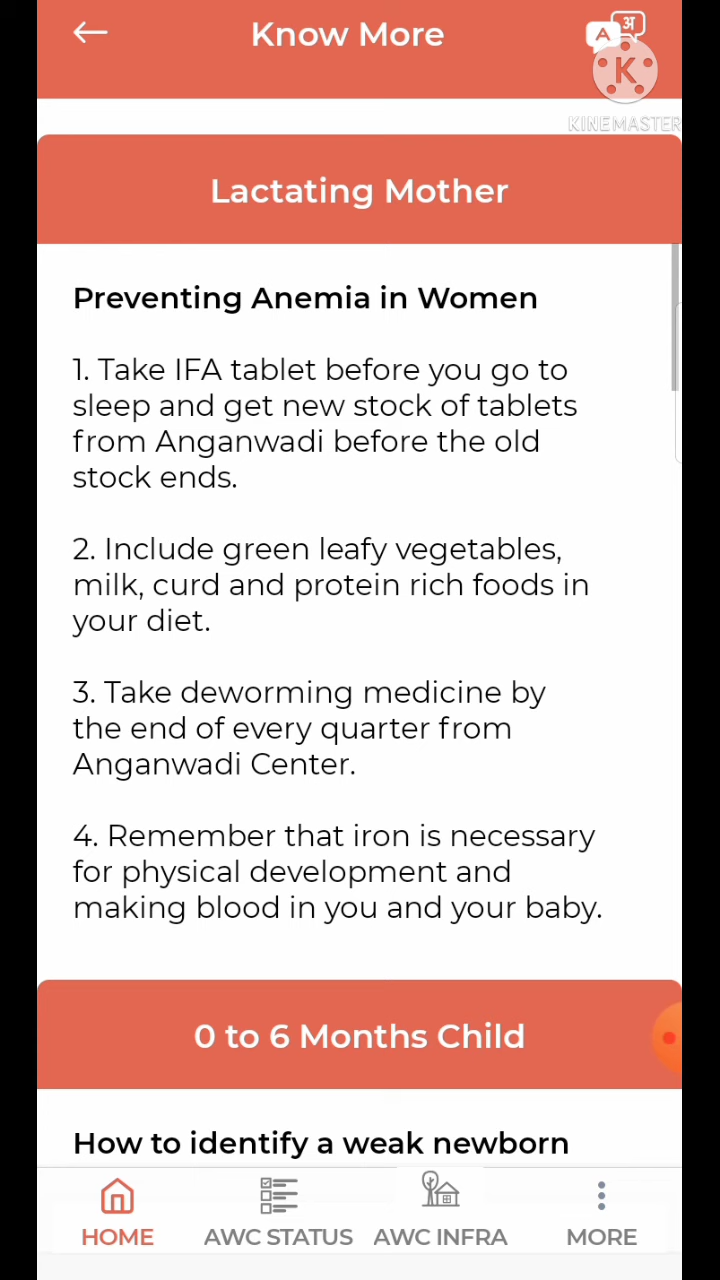 Know More
A अ
K
KINEMASTER
Lactating Mother
Preventing Anemia in Women
1. Take IFA tablet before you go to
sleep and get new stock of tablets
from Anganwadi before the old
stock ends.
2. Include green leafy vegetables,
milk, curd and protein rich foods in
your diet.
3. Take deworming medicine by
the end of every quarter from
Anganwadi Center.
4. Remember that iron is necessary
for physical development and
making blood in you and your baby.
0 to 6 Months Child
How to identify a weak newborn
HOME AWC STATUS AWC INFRA MORE